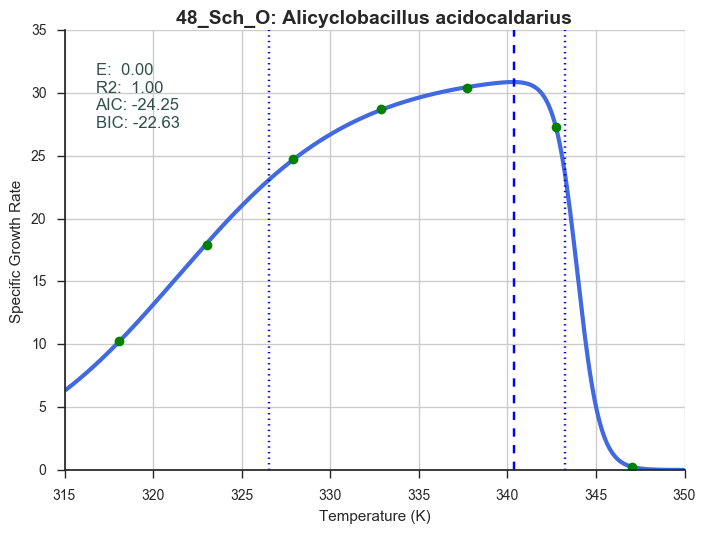 48_Sch_O: Alicyclobacillus acidocaldarius
E:  0.00
R2:  1.00
AIC: -24.25
BIC: -22.63
Specific Growth Rate
35
30
25
20
15
10
5
0
315 320 325 330 335 340 345 350
Temperature (K)